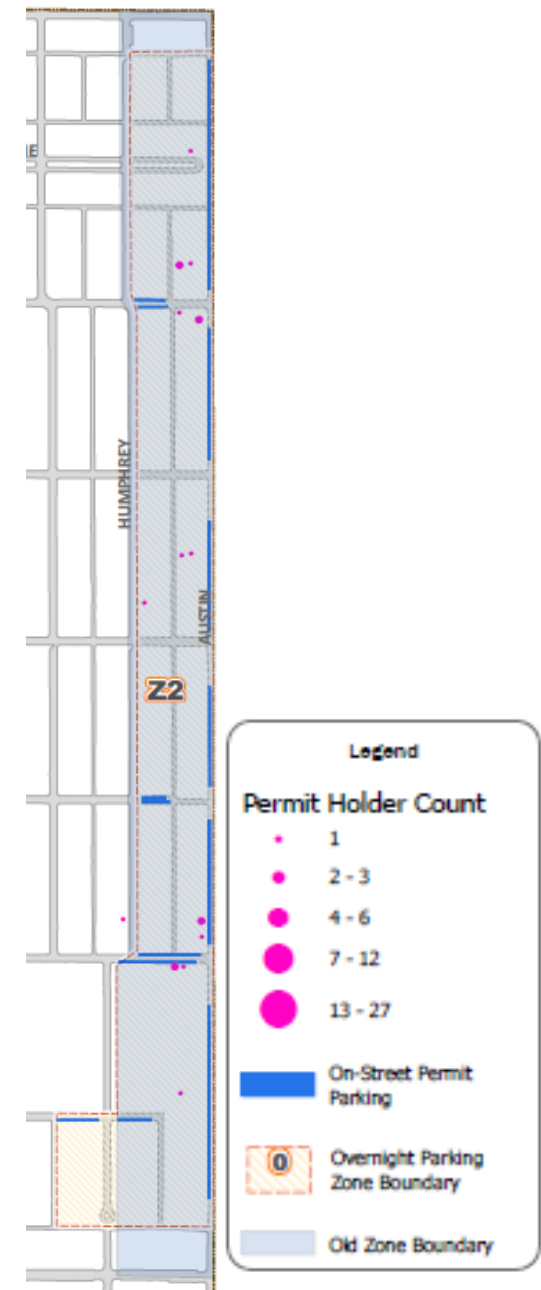 E
HUMPHREY
AUSTIN
Z2
Legend
Permit Holder Count
1
2 - 3
4 - 6
7 - 12
13 - 27
On-Street Permit
Parking
0
Overnight Parking
Zone Boundary
Old Zone Boundary